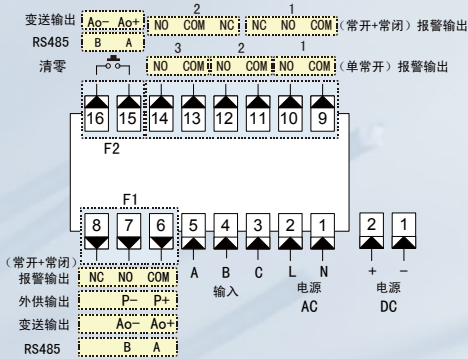 2 1
变送输出 Ao- Ao+ NO COM NC NC NO COM (常开+常闭) 报警输出
RS485 B A
3 2 1
清零 NO COM NO COM NO COM (单常开) 报警输出
16 15 14 13 12 11 10 9
F2
F1
8 7 6 5 4 3 2 1 2 1
(常开+常闭)
报警输出 NC NO COM A B C L N + -
外供输出 P- P+ 输入 电源 电源
AC DC
变送输出 Ao- Ao+
RS485 B A